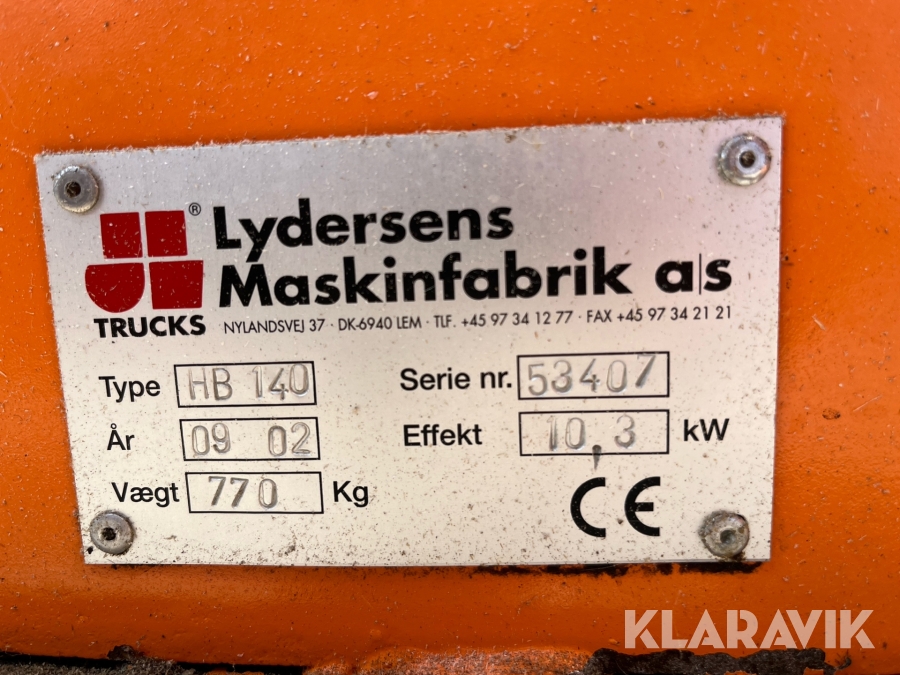 ® Lydersens
Maskinfabrik a/s
TRUCKS NYLANDSVEJ 37 · DK-6940 LEM · TLF. +45 97 34 12 77 · FAX +45 97 34 21 21
Type HB 140 Serie nr. 53407
År 09 02 Effekt 10,3 kW
Vægt 770 Kg CE
KLARAVIK